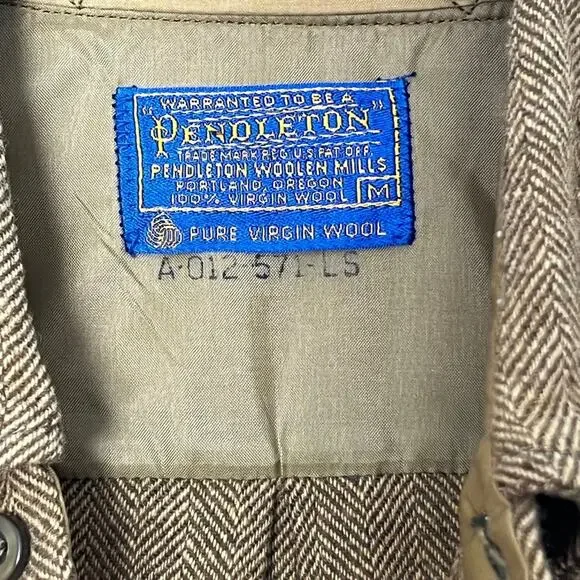 "WARRANTED TO BE A"
PENDLETON
TRADE MARK REG. U.S. PAT. OFF.
PENDLETON WOOLEN MILLS
PORTLAND, OREGON
100% VIRGIN WOOL M
PURE VIRGIN WOOL
A-012-571-LS